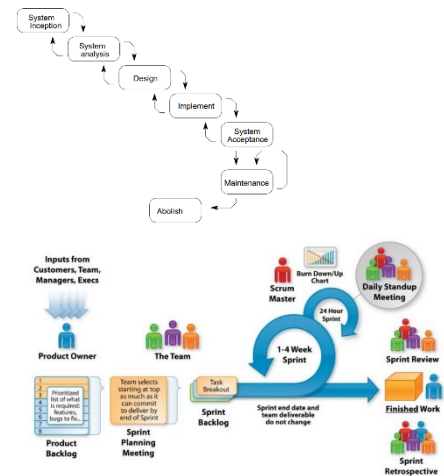 System
Inception
System
analysis
Design
Implement
System
Acceptance
Maintenance
Abolish
Inputs from
Customers, Team,
Managers, Execs
Product Owner
The Team
Scrum
Master
Burn Down/Up
Chart
Daily Standup
Meeting
24 Hour
Sprint
1-4 Week
Sprint
Sprint Review
1
2
Prioritized
list of what
is required:
features,
bugs to fix...
7
8
Product
Backlog
Team selects
starting at top
as much as it
can commit
to deliver by
end of Sprint
Sprint
Planning
Meeting
Task
Breakout
Sprint
Backlog
Sprint end date and
team deliverable
do not change
Finished Work
Sprint
Retrospective